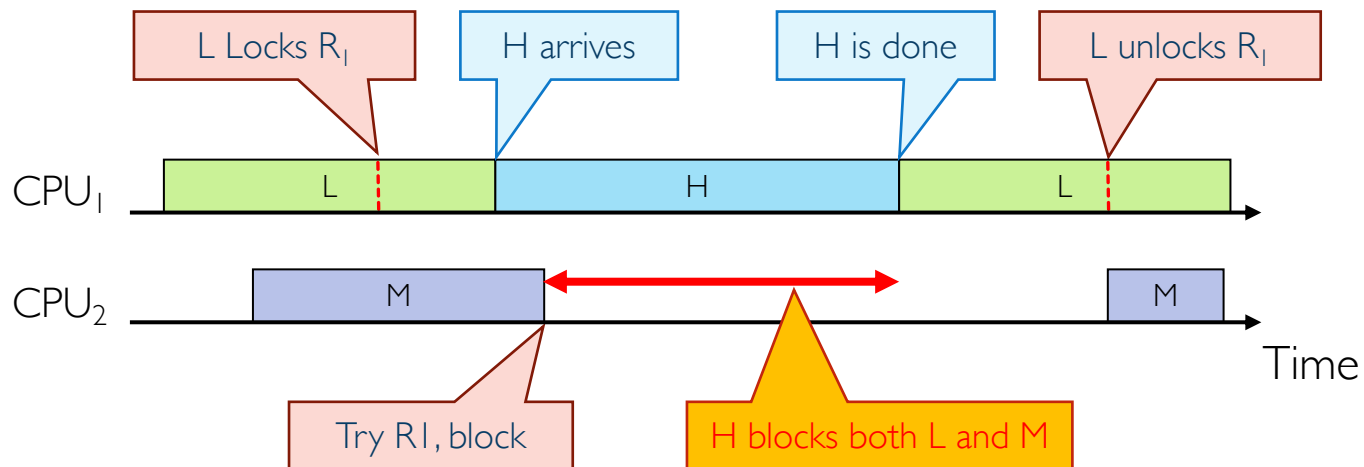 L Locks R₁
H arrives
H is done
L unlocks R₁
CPU₁
L
H
L
CPU₂
M
M
Time
Try R1, block
H blocks both L and M